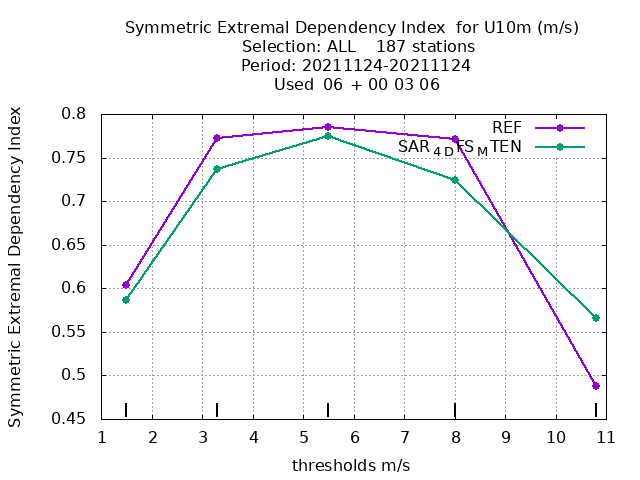 Symmetric Extremal Dependency Index for U10m (m/s)
Selection: ALL 187 stations
Period: 20211124-20211124
Used 06 + 00 03 06
Symmetric Extremal Dependency Index
0.8
0.75
0.7
0.65
0.6
0.55
0.5
0.45
REF
SAR4DFSMTEN
1 2 3 4 5 6 7 8 9 10 11
thresholds m/s